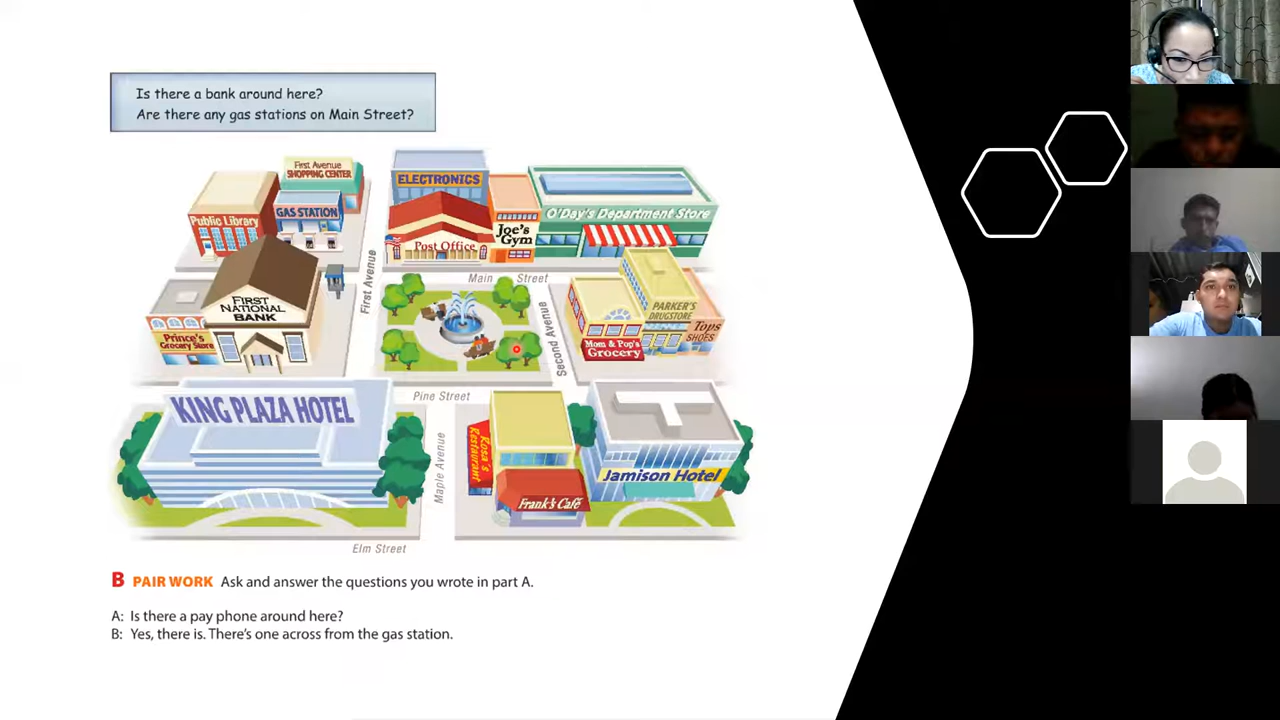 Is there a bank around here?
Are there any gas stations on Main Street?
First Avenue
SHOPPING CENTER
ELECTRONICS
Public Library
GAS STATION
O'Day's Department Store
Joe's
Gym
Post Office
Main Street
First Avenue
FIRST
NATIONAL
BANK
Second Avenue
PARKER'S
DRUGSTORE
Tops
SHOES
Prince's
Grocery Store
Mom & Pop's
Grocery
Pine Street
KING PLAZA HOTEL
Maple Avenue
Rosa's
Restaurant
Jamison Hotel
Frank's Café
Elm Street
B PAIR WORK Ask and answer the questions you wrote in part A.
A: Is there a pay phone around here?
B: Yes, there is. There's one across from the gas station.